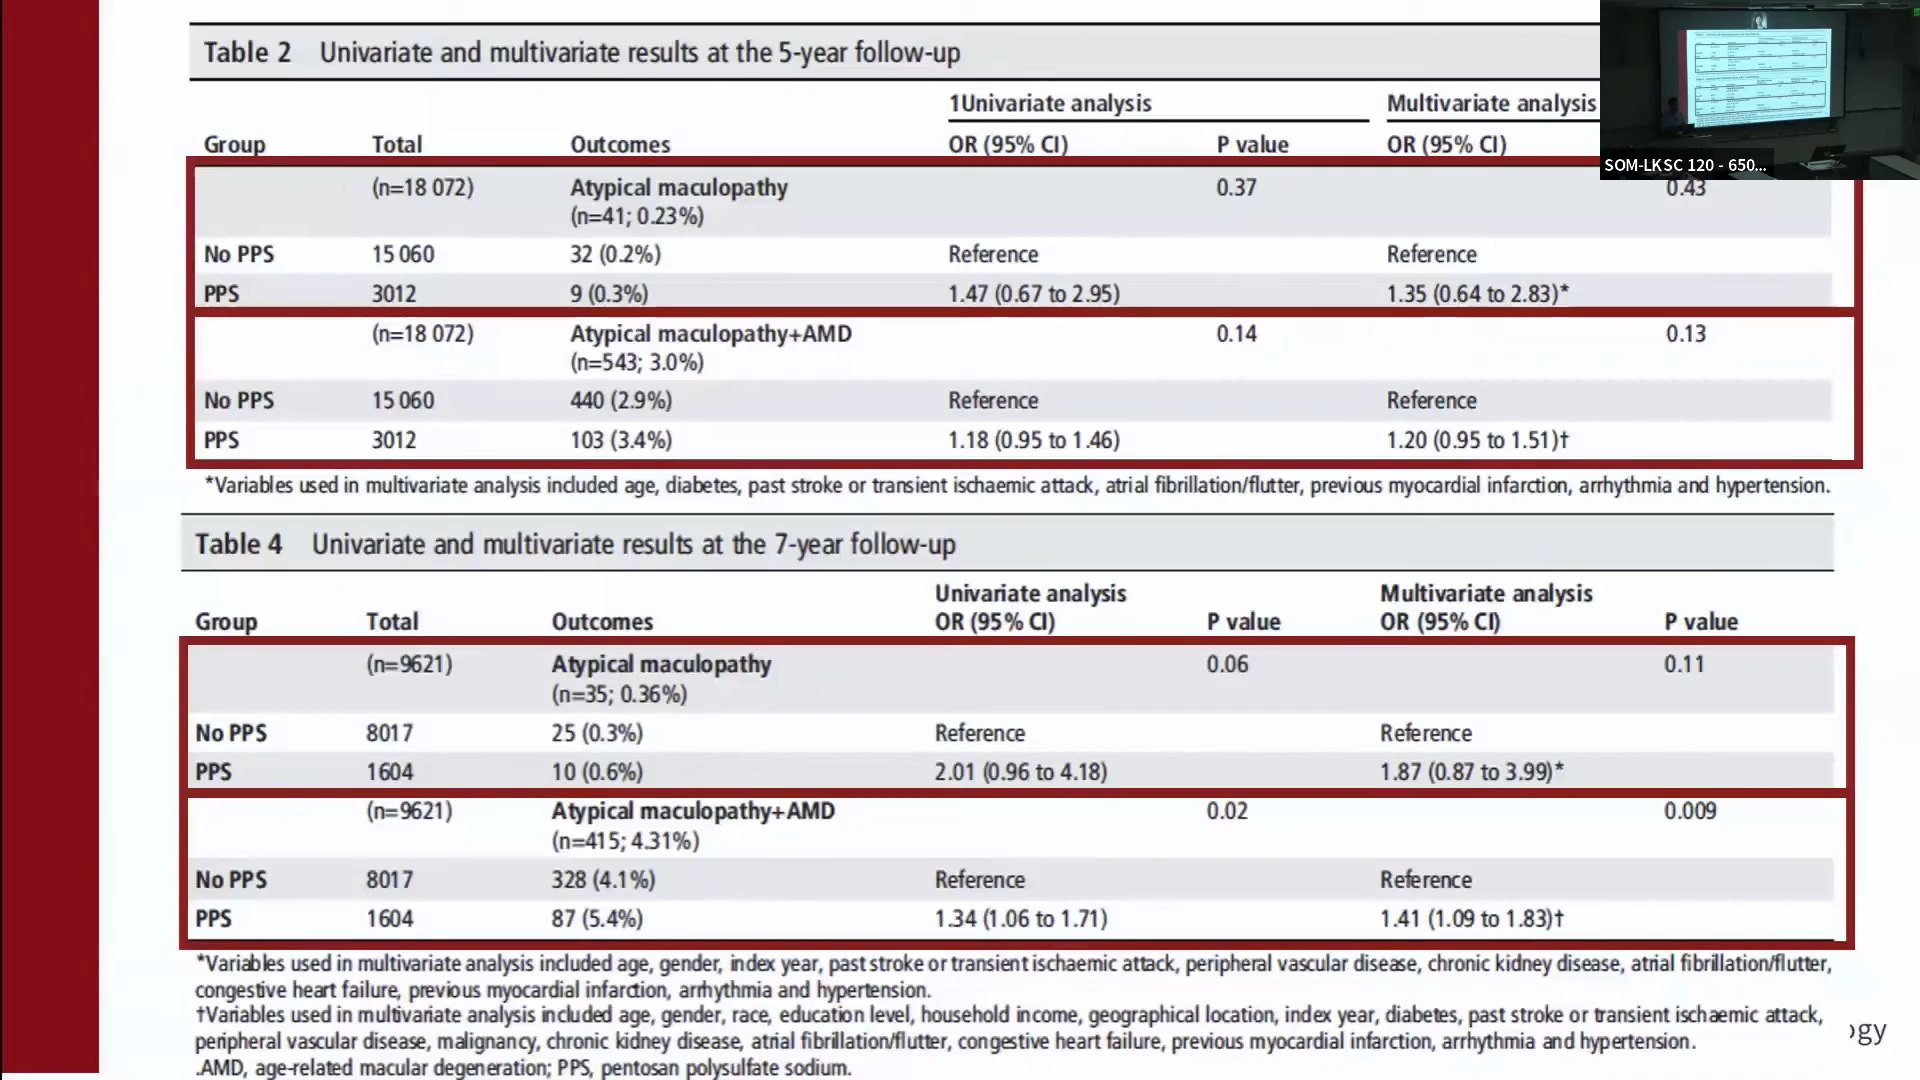 Table 2 Univariate and multivariate results at the 5-year follow-up
1Univariate analysis Multivariate analysis
Group Total Outcomes OR (95% CI) P value OR (95% CI)
(n=18 072) Atypical maculopathy 0.37 0.43
(n=41; 0.23%)
No PPS 15 060 32 (0.2%) Reference Reference
PPS 3012 9 (0.3%) 1.47 (0.67 to 2.95) 1.35 (0.64 to 2.83)*
(n=18 072) Atypical maculopathy+AMD 0.14 0.13
(n=543; 3.0%)
No PPS 15 060 440 (2.9%) Reference Reference
PPS 3012 103 (3.4%) 1.18 (0.95 to 1.46) 1.20 (0.95 to 1.51)†
*Variables used in multivariate analysis included age, diabetes, past stroke or transient ischaemic attack, atrial fibrillation/flutter, previous myocardial infarction, arrhythmia and hypertension.
Table 4 Univariate and multivariate results at the 7-year follow-up
Univariate analysis Multivariate analysis
Group Total Outcomes OR (95% CI) P value OR (95% CI) P value
(n=9621) Atypical maculopathy 0.06 0.11
(n=35; 0.36%)
No PPS 8017 25 (0.3%) Reference Reference
PPS 1604 10 (0.6%) 2.01 (0.96 to 4.18) 1.87 (0.87 to 3.99)*
(n=9621) Atypical maculopathy+AMD 0.02 0.009
(n=415; 4.31%)
No PPS 8017 328 (4.1%) Reference Reference
PPS 1604 87 (5.4%) 1.34 (1.06 to 1.71) 1.41 (1.09 to 1.83)†
*Variables used in multivariate analysis included age, gender, index year, past stroke or transient ischaemic attack, peripheral vascular disease, chronic kidney disease, atrial fibrillation/flutter,
congestive heart failure, previous myocardial infarction, arrhythmia and hypertension.
†Variables used in multivariate analysis included age, gender, race, education level, household income, geographical location, index year, diabetes, past stroke or transient ischaemic attack,
peripheral vascular disease, malignancy, chronic kidney disease, atrial fibrillation/flutter, congestive heart failure, previous myocardial infarction, arrhythmia and hypertension.
.AMD, age-related macular degeneration; PPS, pentosan polysulfate sodium.
SOM-LKSC 120 - 650...